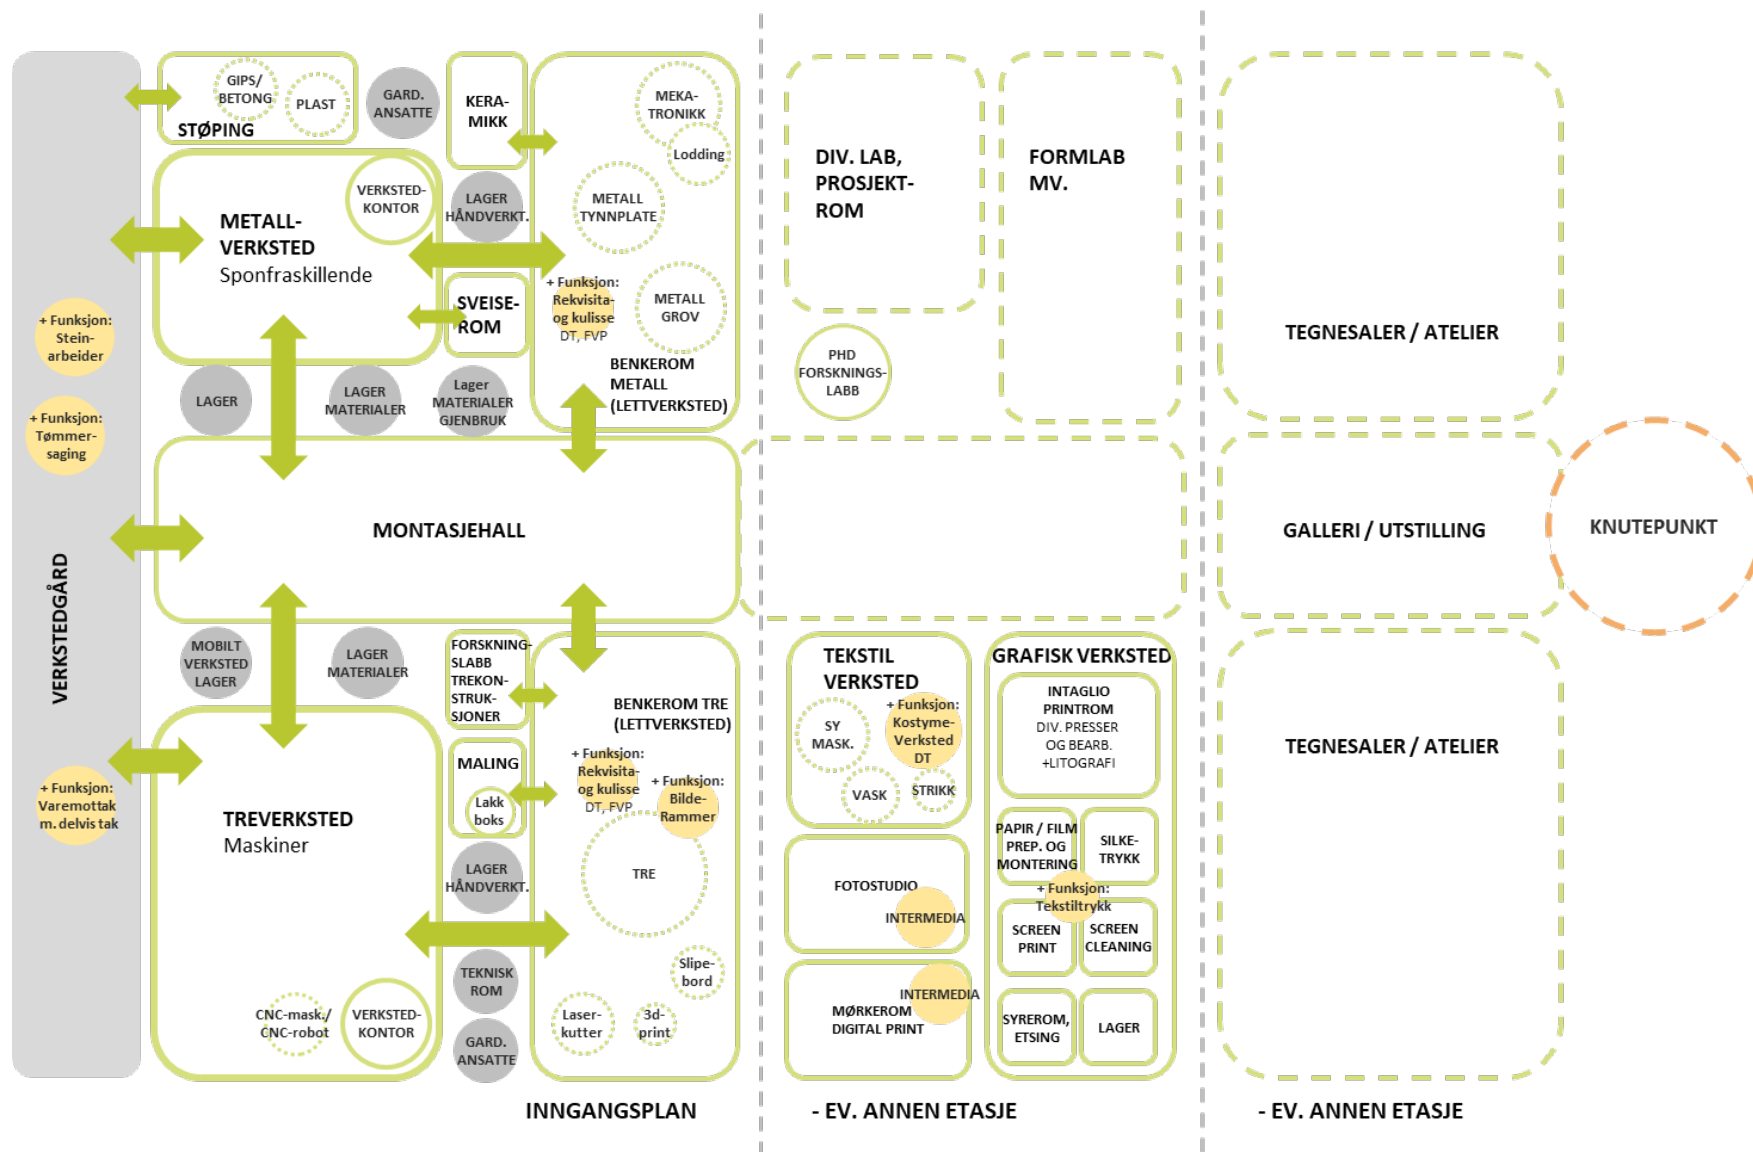 GIPS/
BETONG
PLAST
STØPING
GARD.
ANSATTE
KERA-
MIKK
MEKA-
TRONIKK
Lodding
METALL
TYNNPLATE
VERKSTED-
KONTOR
LAGER
HÅNDVERKT.
METALL-
VERKSTED
Sponfraskillende
SVEISE-
ROM
+ Funksjon:
Rekvisita-
og kulisse
DT, FVP
METALL
GROV
BENKEROM
METALL
(LETTVERKSTED)
+ Funksjon:
Stein-
arbeider
+ Funksjon:
Tømmer-
saging
LAGER
LAGER
MATERIALER
Lager
MATERIALER
GJENBRUK
MONTASJEHALL
VERKSTEDGÅRD
MOBILT
VERKSTED
LAGER
LAGER
MATERIALER
FORSKNING-
SLABB
TREKON-
STRUK-
SJONER
BENKEROM TRE
(LETTVERKSTED)
+ Funksjon:
Varemottak
m. delvis tak
TREVERKSTED
Maskiner
MALING
Lakk
boks
+ Funksjon:
Rekvisita-
og kulisse
DT, FVP
+ Funksjon:
Bilde-
Rammer
TRE
LAGER
HÅNDVERKT.
TEKNISK
ROM
GARD.
ANSATTE
CNC-mask./
CNC-robot
VERKSTED-
KONTOR
Slipe-
bord
Laser-
kutter
3d-
print
INNGANGSPLAN
DIV. LAB,
PROSJEKT-
ROM
FORMLAB
MV.
PHD
FORSKNINGS-
LABB
TEKSTIL
VERKSTED
SY
MASK.
+ Funksjon:
Kostyme-
Verksted
DT
VASK
STRIKK
FOTOSTUDIO
INTERMEDIA
INTERMEDIA
MØRKEROM
DIGITAL PRINT
GRAFISK VERKSTED
INTAGLIO
PRINTROM
DIV. PRESSER
OG BEARB.
+LITOGRAFI
PAPIR / FILM
PREP. OG
MONTERING
SILKE-
TRYKK
+ Funksjon:
Tekstiltrykk
SCREEN
PRINT
SCREEN
CLEANING
SYREROM,
ETSING
LAGER
- EV. ANNEN ETASJE
TEGNESALER / ATELIER
GALLERI / UTSTILLING
KNUTEPUNKT
TEGNESALER / ATELIER
- EV. ANNEN ETASJE